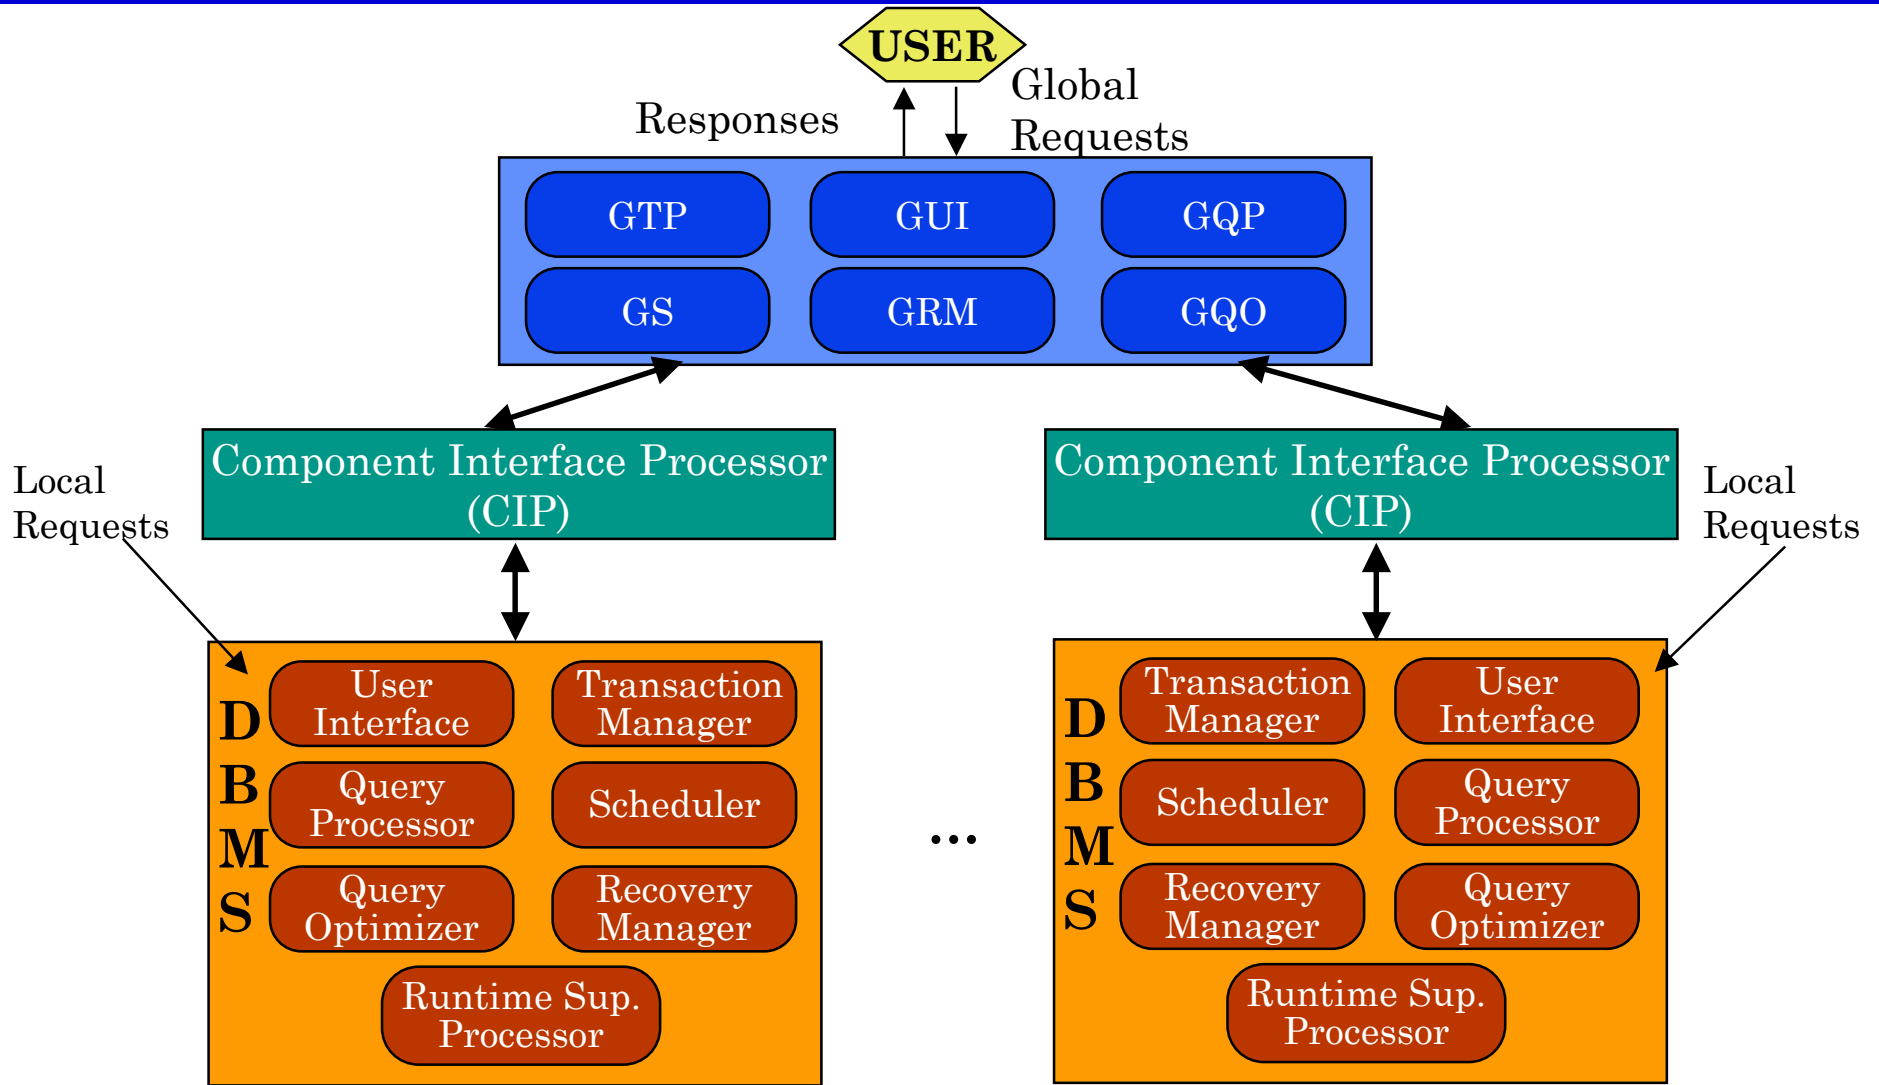 USER
Responses
Global
Requests
GTP
GUI
GQP
GS
GRM
GQO
Component Interface Processor
(CIP)
Component Interface Processor
(CIP)
Local
Requests
Local
Requests
D
B
M
S
User
Interface
Transaction
Manager
Query
Processor
Scheduler
Query
Optimizer
Recovery
Manager
Runtime Sup.
Processor
...
D
B
M
S
Transaction
Manager
User
Interface
Scheduler
Query
Processor
Recovery
Manager
Query
Optimizer
Runtime Sup.
Processor